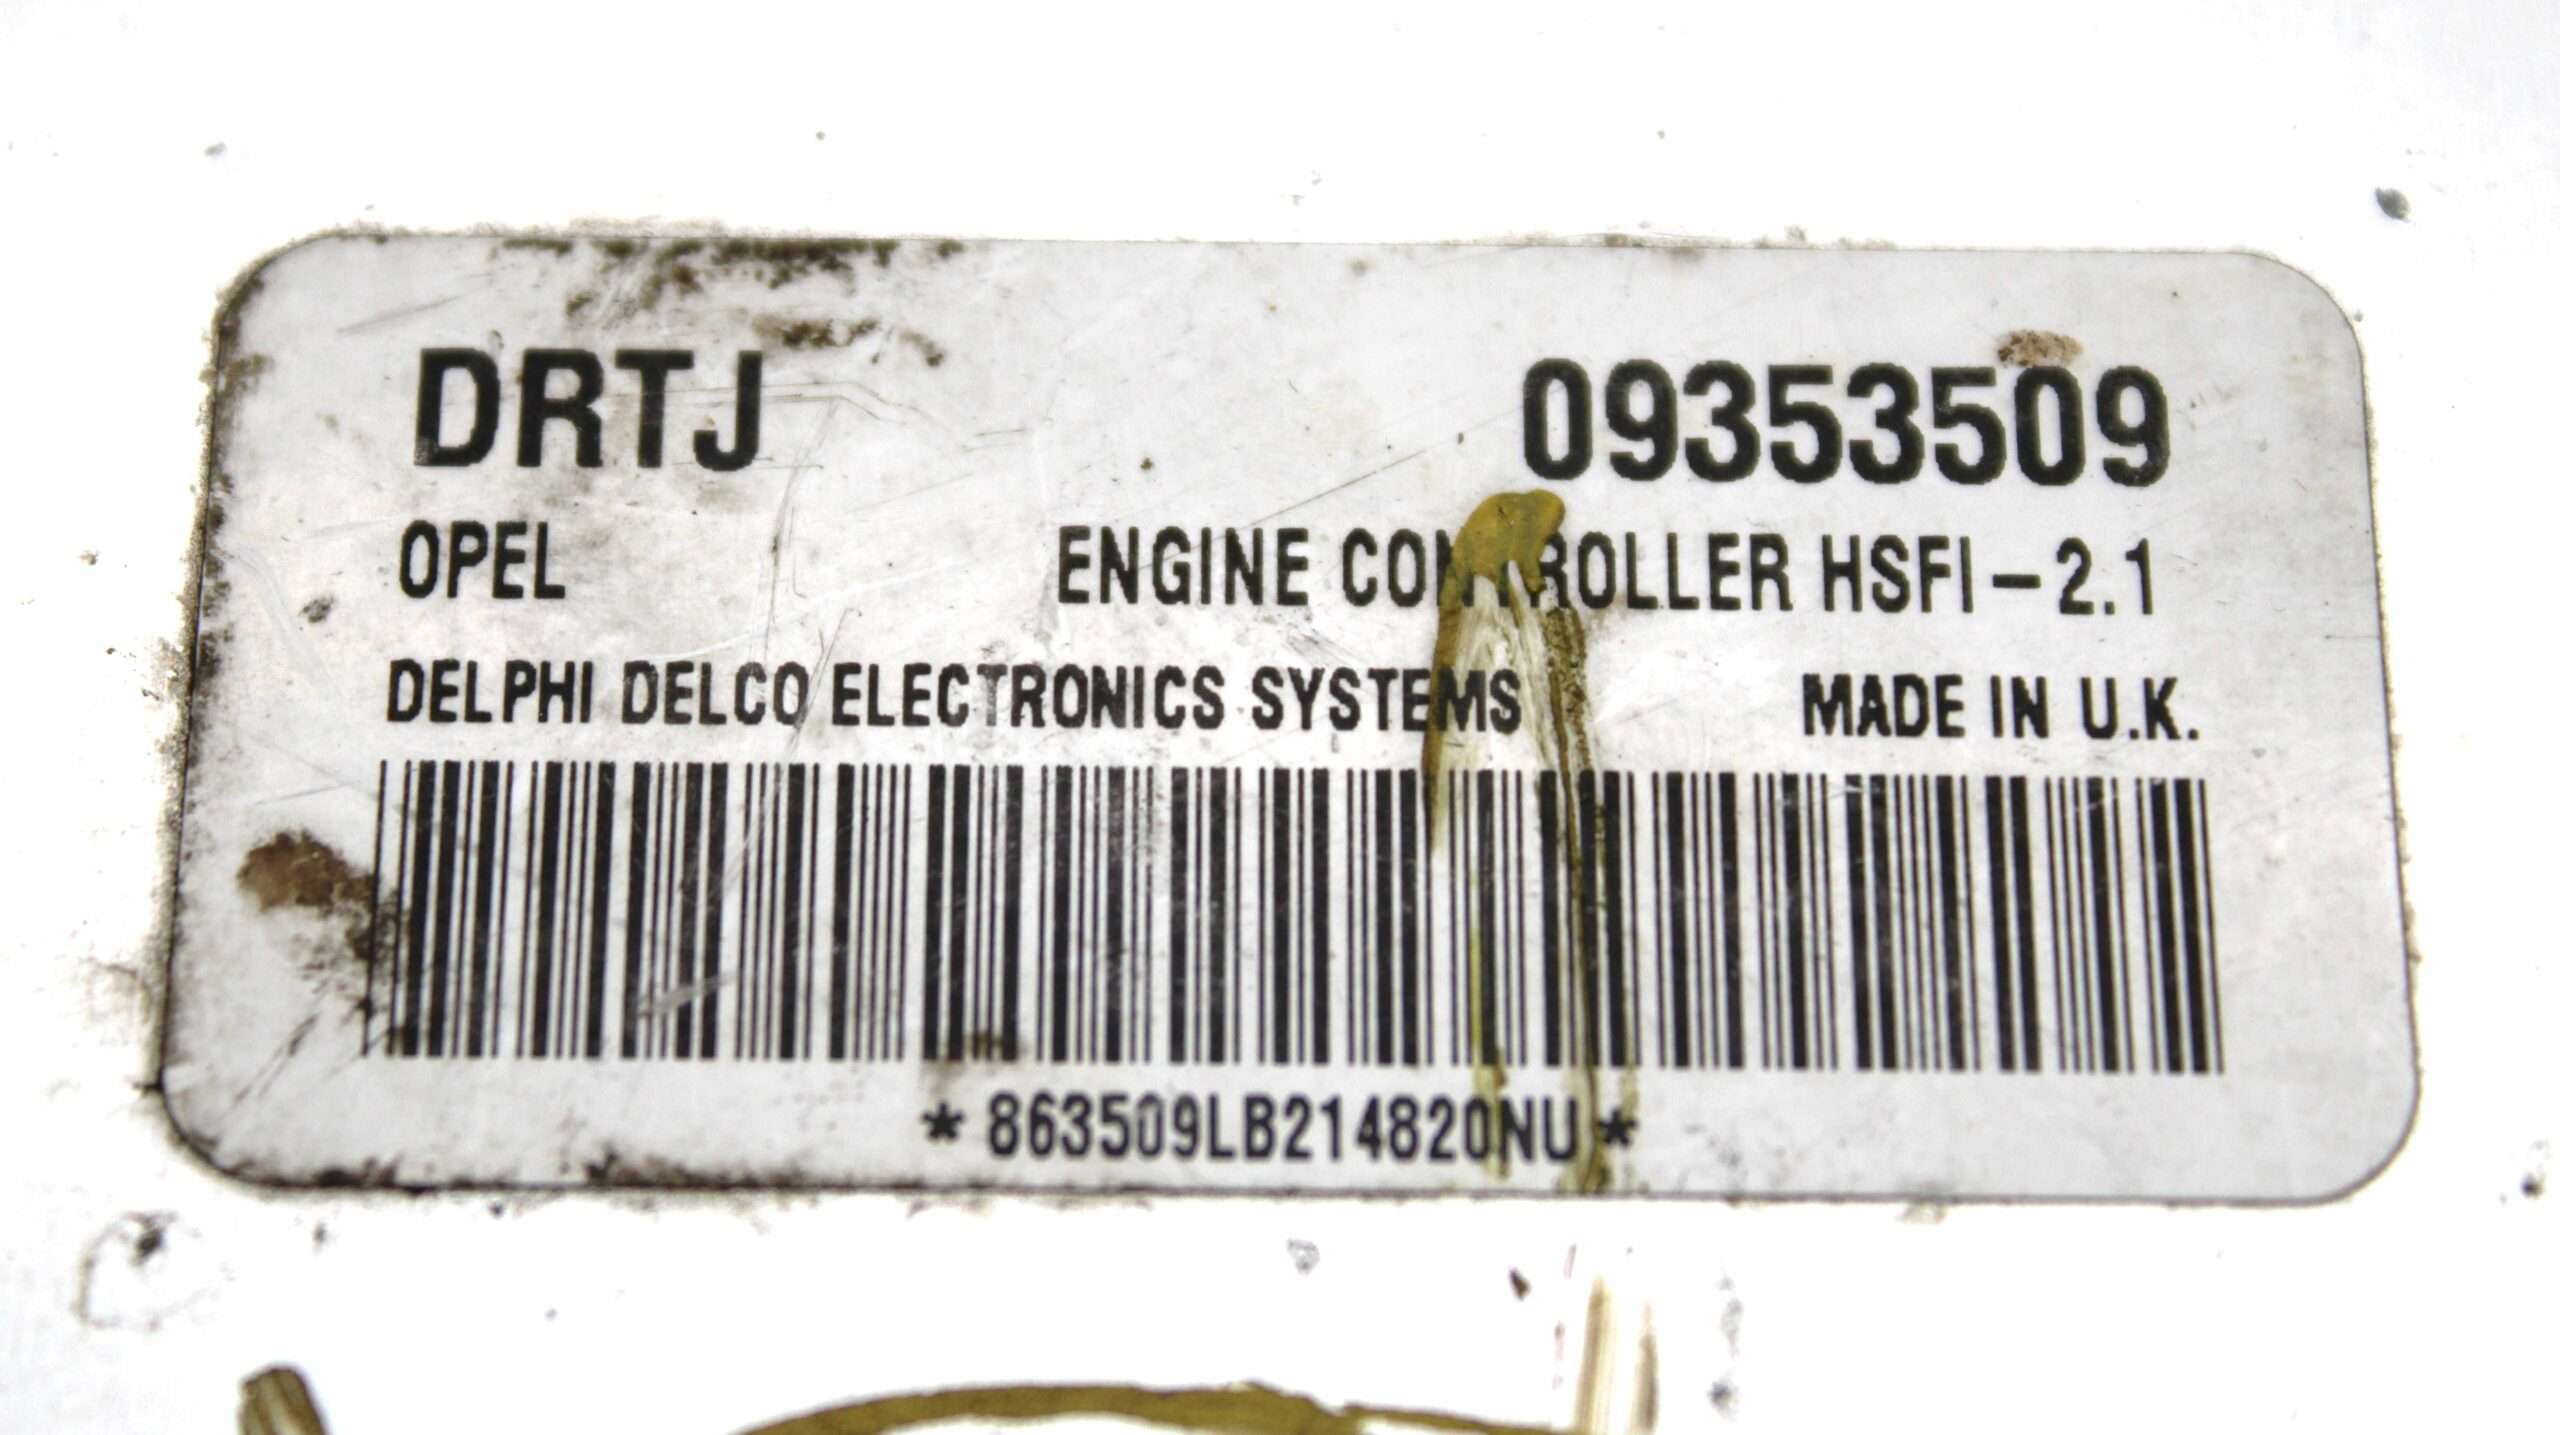 DRTJ 09353509
OPEL ENGINE CONTROLLER HSFI-2.1
DELPHI DELCO ELECTRONICS SYSTEMS MADE IN U.K.
*863509LB214820NU*